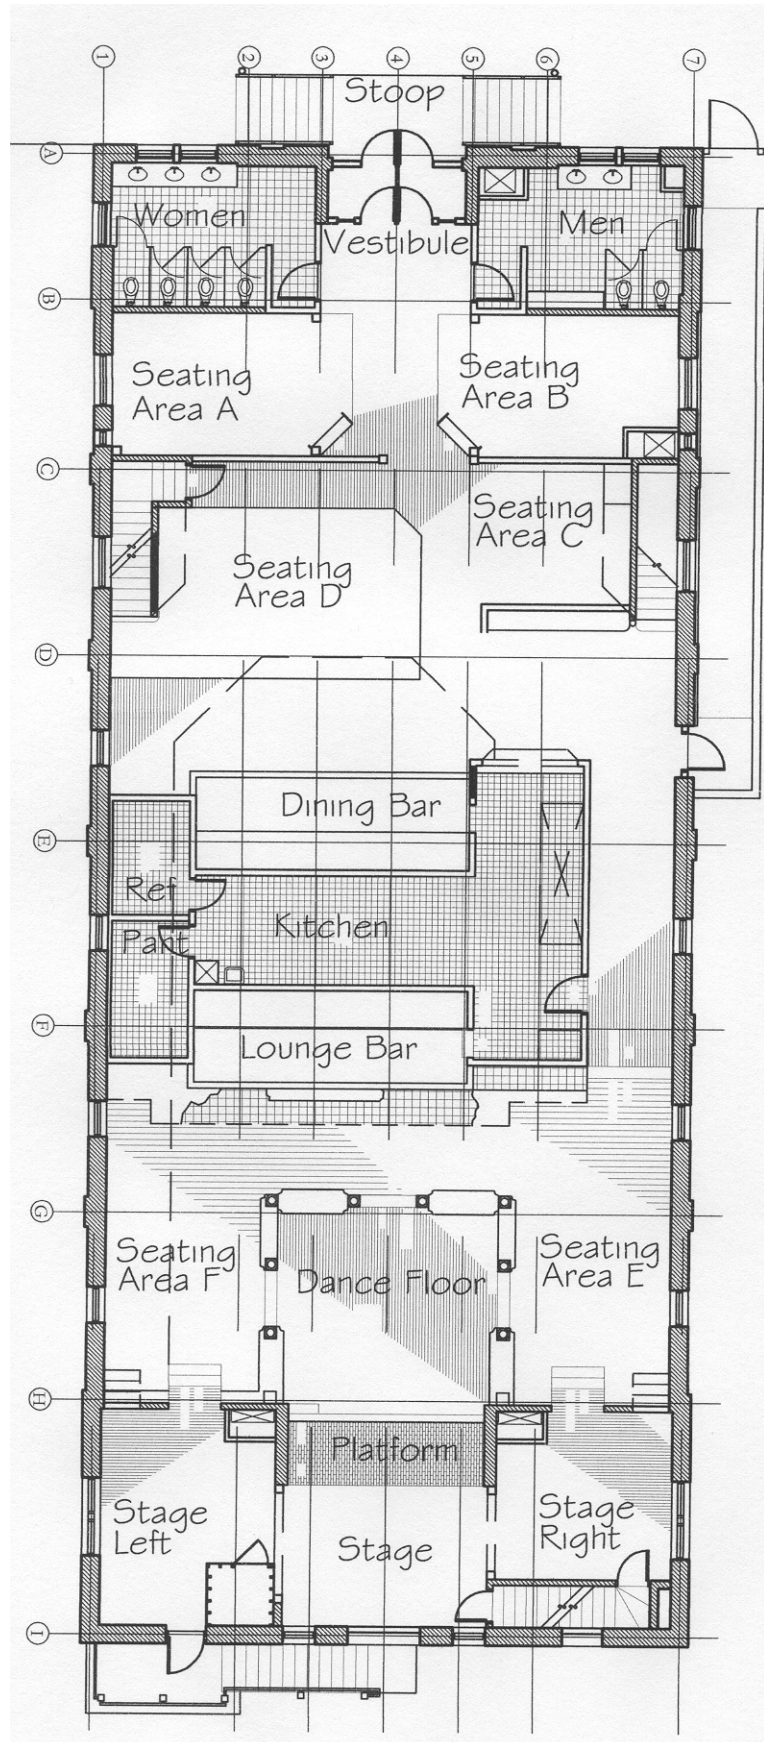 1
2
3
4
5
6
7
Stoop
A
Women
Men
Vestibule
B
Seating
Area A
Seating
Area B
C
Seating
Area C
Seating
Area D
D
Dining Bar
E
Ref
Kitchen
Pant
F
Lounge Bar
G
Seating
Area F
Dance Floor
Seating
Area E
H
Platform
Stage
Left
Stage
Stage
Right
I